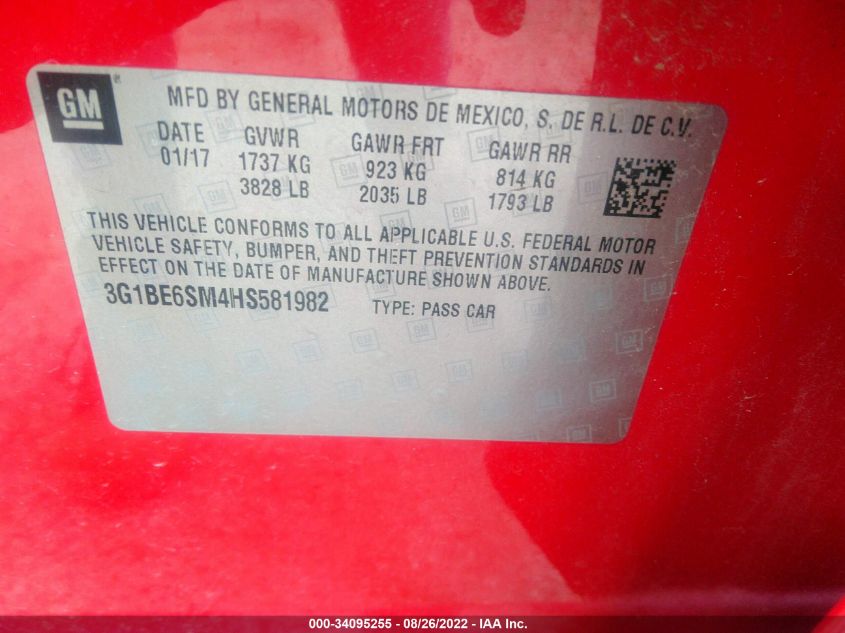 GM
MFD BY GENERAL MOTORS DE MEXICO, S. DE R.L. DE C.V.
DATE GVWR GAWR FRT GAWR RR
01/17 1737 KG 923 KG 814 KG
3828 LB 2035 LB 1793 LB
THIS VEHICLE CONFORMS TO ALL APPLICABLE U.S. FEDERAL MOTOR
VEHICLE SAFETY, BUMPER, AND THEFT PREVENTION STANDARDS IN
EFFECT ON THE DATE OF MANUFACTURE SHOWN ABOVE.
3G1BE6SM4HS581982 TYPE: PASS CAR
000-34095255 - 08/26/2022 - IAA Inc.